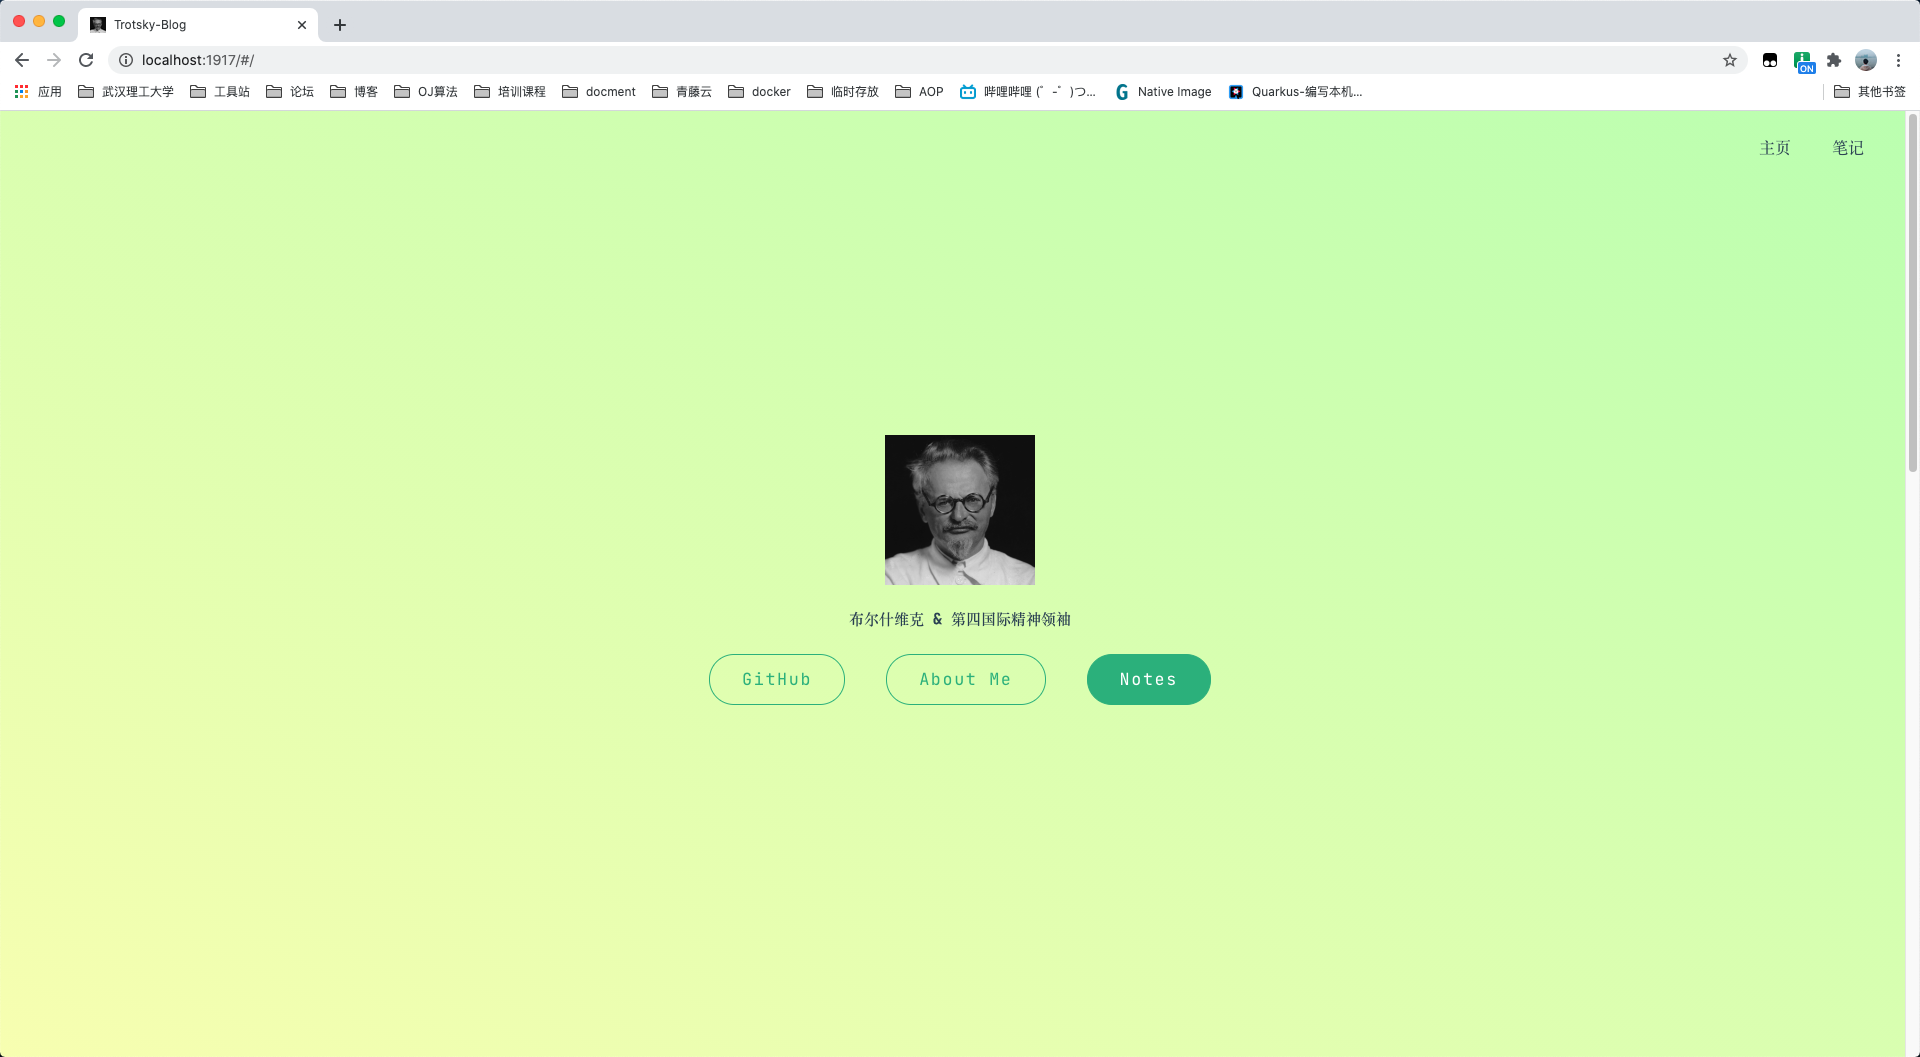 Trotsky-Blog
localhost:1917/#/
ON
应用 武汉理工大学 工具站 论坛 博客 OJ算法 培训课程 docment 青藤云 docker 临时存放 AOP 哔哩哔哩 (゜-゜)つ... G Native Image Quarkus-编写本机... 其他书签
主页 笔记
布尔什维克 & 第四国际精神领袖
GitHub About Me Notes